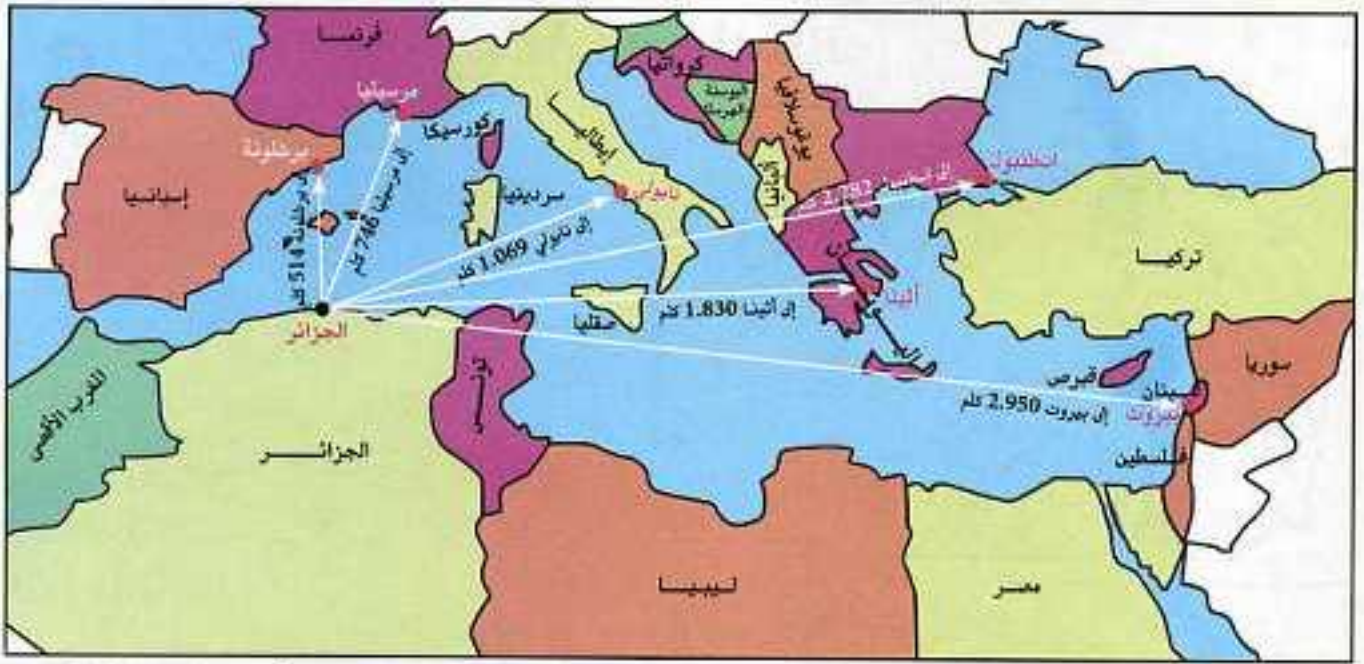 فرنسا
كرواتيا
البوسنة
الهرسك
يوغسلافيا
ألبانيا
إيطاليا
مرسيليا
كورسيكا
برشلونة
إسبانيا
سردينيا
نابولي
اسطنبول
تركيا
إلى برشلونة 514 كلم
إلى مرسيليا 746 كلم
إلى نابولي 1.069 كلم
إلى أثينا 1.830 كلم
أثينا
صقليا
الجزائر
قبرص
سوريا
لبنان
بيروت
إلى بيروت 2.950 كلم
فلسطين
المغرب الأقصى
الجزائر
تونس
ليبيا
مصر